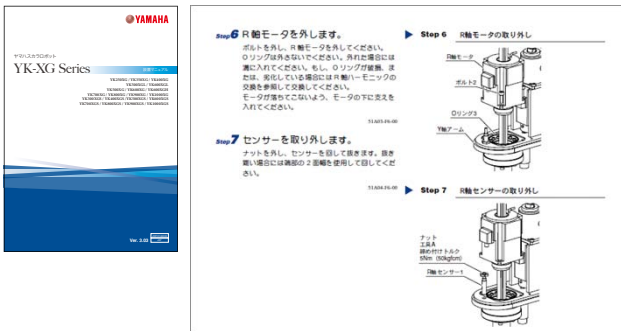 YAMAHA
ヤマハスカラロボット
YK-XG Series
Ver. 3.03
Step6 R軸モータを外します。
ボルトを外し、R軸モータを外してください。
Oリングは外さないでください。外れた場合には
溝に入れてください。もし、Oリングが破損、ま
たは、劣化している場合にはR軸ハーモニックの
交換を参照して交換してください。
モータが落ちてこないよう、モータの下に支えを
入れてください。
51A03-F6-00
Step7 センサーを取り外します。
ナットを外し、センサーを回して抜きます。抜き
難い場合には端部の2面幅を使用して回してくだ
さい。
51A04-F6-00
Step 6 R軸モータの取り外し
R軸モータ
ボルト2
Oリング3
Y軸アーム
Step 7 R軸センサーの取り外し
ナット
工具A
締め付けトルク
5Nm (50kgfcm)
R軸センサー1